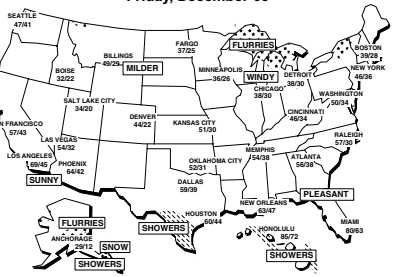 SEATTLE
47/41
BILLINGS
49/29
MILDER
FARGO
37/25
FLURRIES
BOSTON
39/28
BOISE
32/22
MINNEAPOLIS
36/26
WINDY
DETROIT
38/30
NEW YORK
46/36
CHICAGO
38/30
SALT LAKE CITY
34/20
WASHINGTON
50/34
DENVER
44/22
KANSAS CITY
51/30
CINCINNATI
46/34
N FRANCISCO
57/43
LAS VEGAS
54/32
RALEIGH
57/30
LOS ANGELES
69/45
PHOENIX
64/42
OKLAHOMA CITY
52/31
MEMPHIS
54/38
ATLANTA
56/38
SUNNY
DALLAS
59/39
PLEASANT
NEW ORLEANS
63/47
HOUSTON
60/44
MIAMI
80/63
FLURRIES
ANCHORAGE
29/12
SNOW
SHOWERS
SHOWERS
HONOLULU
85/72
SHOWERS